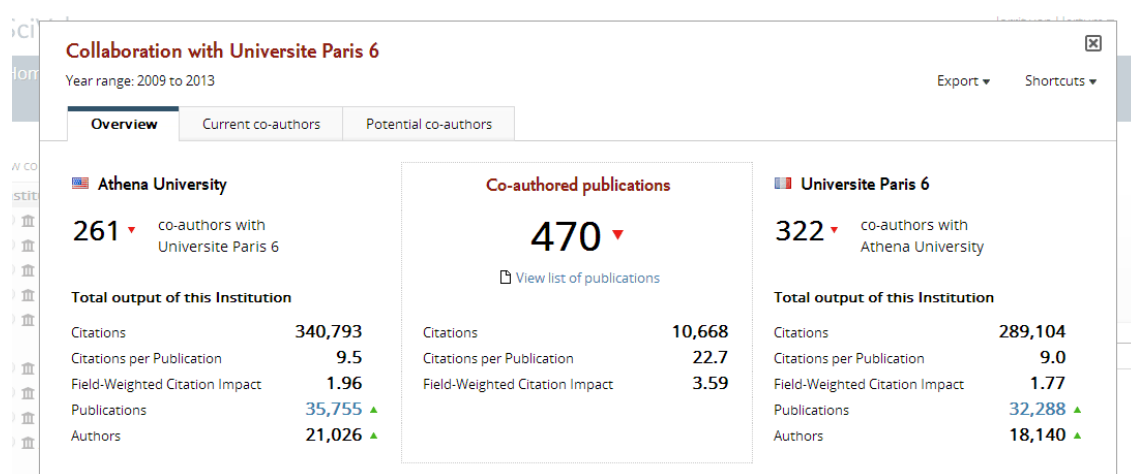 Collaboration with Universite Paris 6
Year range: 2009 to 2013
Export
Shortcuts
Overview
Current co-authors
Potential co-authors
Athena University
261
co-authors with
Universite Paris 6
Total output of this Institution
Citations 340,793
Citations per Publication 9.5
Field-Weighted Citation Impact 1.96
Publications 35,755
Authors 21,026
Co-authored publications
470
View list of publications
Citations 10,668
Citations per Publication 22.7
Field-Weighted Citation Impact 3.59
Universite Paris 6
322
co-authors with
Athena University
Total output of this Institution
Citations 289,104
Citations per Publication 9.0
Field-Weighted Citation Impact 1.77
Publications 32,288
Authors 18,140